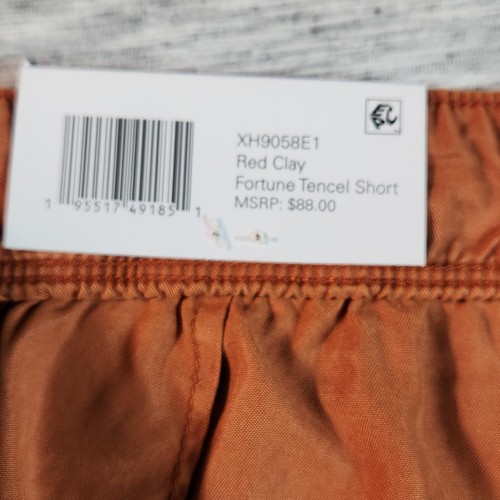 XH9058E1
Red Clay
Fortune Tencel Short
MSRP: $88.00
1 95517 49185 1